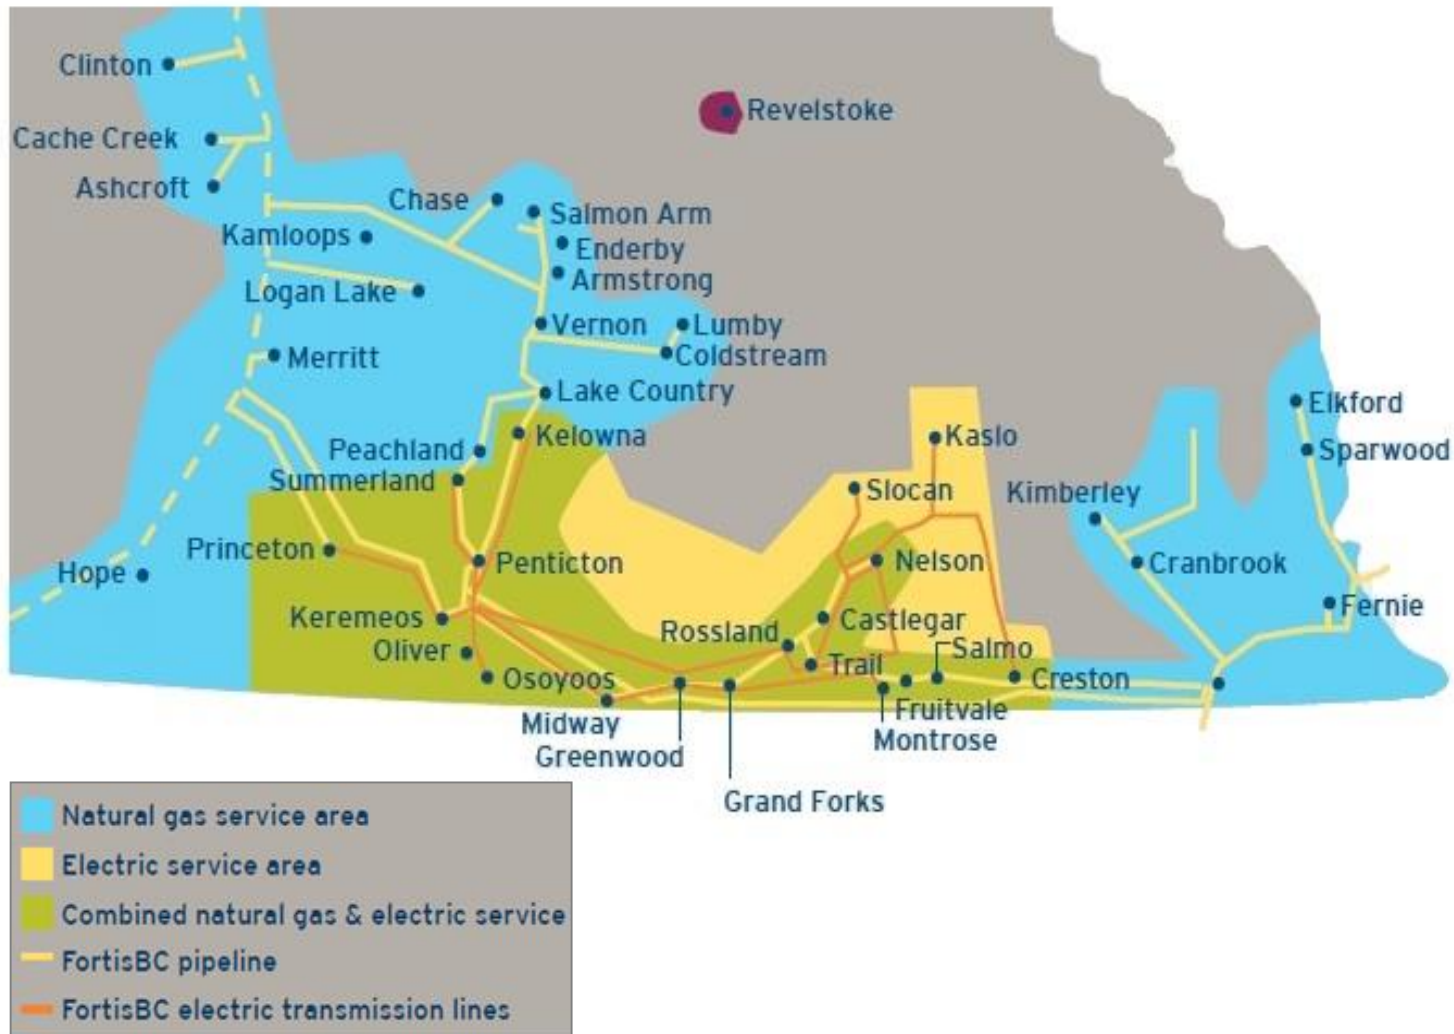 Clinton
Revelstoke
Cache Creek
Ashcroft
Chase
Salmon Arm
Kamloops
Enderby
Armstrong
Logan Lake
Vernon
Lumby
Merritt
Coldstream
Lake Country
Elkford
Peachland
Kelowna
Kaslo
Sparwood
Summerland
Slocan
Kimberley
Princeton
Penticton
Nelson
Cranbrook
Hope
Fernie
Keremeos
Castlegar
Rossland
Oliver
Salmo
Trail
Osoyoos
Creston
Midway
Fruitvale
Greenwood
Montrose
Grand Forks
Natural gas service area
Electric service area
Combined natural gas & electric service
FortisBC pipeline
FortisBC electric transmission lines